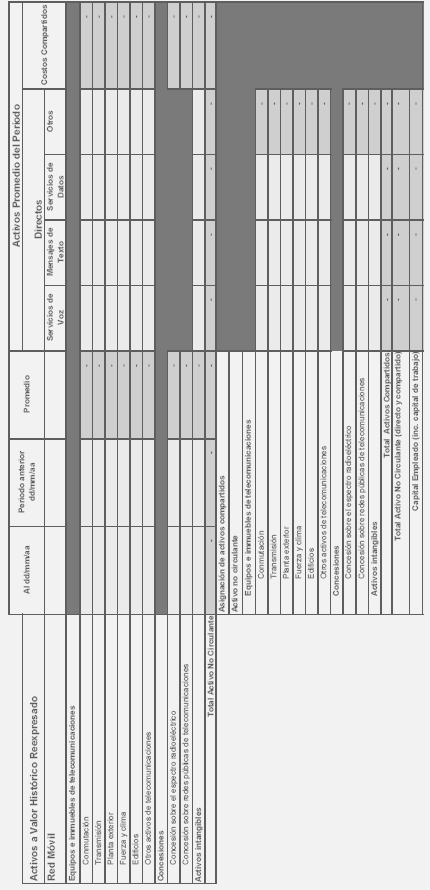 Activos a Valor Histórico Reexpresado
Red Móvil
Al dd/mm/aa
Periodo anterior
dd/mm/aa
Promedio
Activos Promedio del Periodo
Directos
Costos Compartidos
Servicios de
Voz
Mensajes de
Texto
Servicios de
Datos
Otros
Equipos e inmuebles de telecomunicaciones
Conmutación - -
Transmisión - -
Planta exterior - -
Fuerza y clima - -
Edificios - -
Otros activos de telecomunicaciones - -
Concesiones
Concesión sobre el espectro radioeléctrico - -
Concesión sobre redes públicas de telecomunicaciones - -
Activos intangibles - -
Total Activo No Circulante - - - - - - - -
Asignación de activos compartidos
Activo no circulante
Equipos e inmuebles de telecomunicaciones
Conmutación -
Transmisión -
Planta exterior -
Fuerza y clima -
Edificios -
Otros activos de telecomunicaciones -
Concesiones
Concesión sobre el espectro radioeléctrico -
Concesión sobre redes públicas de telecomunicaciones -
Activos intangibles -
Total Activos Compartidos - - - -
Total Activo No Circulante (directo y compartido) - - - -
Capital Empleado (inc. capital de trabajo) - - - -